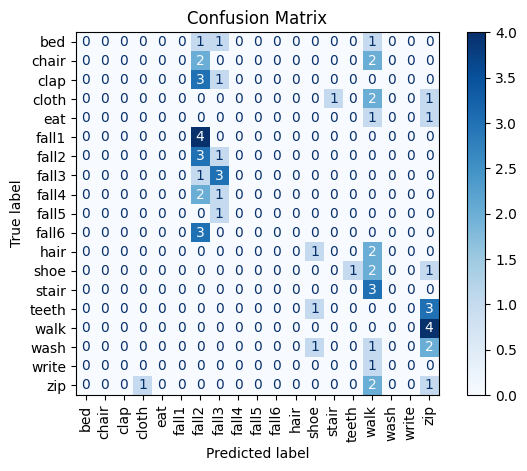 Confusion Matrix
True label
bed 0 0 0 0 0 0 1 1 0 0 0 0 0 0 0 1 0 0 0
chair 0 0 0 0 0 0 2 0 0 0 0 0 0 0 0 2 0 0 0
clap 0 0 0 0 0 0 3 1 0 0 0 0 0 0 0 0 0 0 0
cloth 0 0 0 0 0 0 0 0 0 0 0 0 0 1 0 2 0 0 1
eat 0 0 0 0 0 0 0 0 0 0 0 0 0 0 0 1 0 0 1
fall1 0 0 0 0 0 0 4 0 0 0 0 0 0 0 0 0 0 0 0
fall2 0 0 0 0 0 0 3 1 0 0 0 0 0 0 0 0 0 0 0
fall3 0 0 0 0 0 0 1 3 0 0 0 0 0 0 0 0 0 0 0
fall4 0 0 0 0 0 0 2 1 0 0 0 0 0 0 0 0 0 0 0
fall5 0 0 0 0 0 0 0 1 0 0 0 0 0 0 0 0 0 0 0
fall6 0 0 0 0 0 0 3 0 0 0 0 0 0 0 0 0 0 0 0
hair 0 0 0 0 0 0 0 0 0 0 0 0 1 0 0 2 0 0 0
shoe 0 0 0 0 0 0 0 0 0 0 0 0 0 0 1 2 0 0 1
stair 0 0 0 0 0 0 0 0 0 0 0 0 0 0 0 3 0 0 0
teeth 0 0 0 0 0 0 0 0 0 0 0 0 1 0 0 0 0 0 3
walk 0 0 0 0 0 0 0 0 0 0 0 0 0 0 0 0 0 0 4
wash 0 0 0 0 0 0 0 0 0 0 0 0 1 0 0 1 0 0 2
write 0 0 0 0 0 0 0 0 0 0 0 0 0 0 0 1 0 0 0
zip 0 0 0 1 0 0 0 0 0 0 0 0 0 0 0 2 0 0 1
bed chair clap cloth eat fall1 fall2 fall3 fall4 fall5 fall6 hair shoe stair teeth walk wash write zip
Predicted label
4.0
3.5
3.0
2.5
2.0
1.5
1.0
0.5
0.0